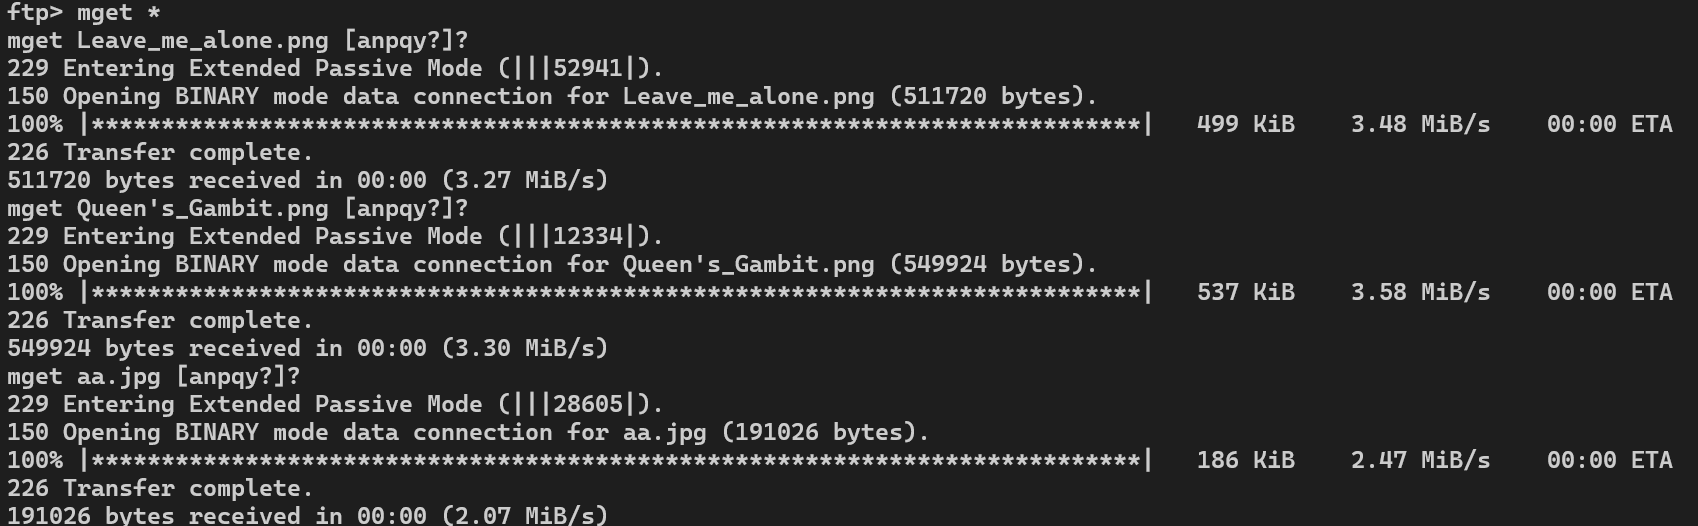 ftp> mget *
mget Leave_me_alone.png [anpqy?]?
229 Entering Extended Passive Mode (|||52941|).
150 Opening BINARY mode data connection for Leave_me_alone.png (511720 bytes).
100% |***************************************************************************|   499 KiB    3.48 MiB/s    00:00 ETA
226 Transfer complete.
511720 bytes received in 00:00 (3.27 MiB/s)
mget Queen's_Gambit.png [anpqy?]?
229 Entering Extended Passive Mode (|||12334|).
150 Opening BINARY mode data connection for Queen's_Gambit.png (549924 bytes).
100% |***************************************************************************|   537 KiB    3.58 MiB/s    00:00 ETA
226 Transfer complete.
549924 bytes received in 00:00 (3.30 MiB/s)
mget aa.jpg [anpqy?]?
229 Entering Extended Passive Mode (|||28605|).
150 Opening BINARY mode data connection for aa.jpg (191026 bytes).
100% |***************************************************************************|   186 KiB    2.47 MiB/s    00:00 ETA
226 Transfer complete.
191026 bytes received in 00:00 (2.07 MiB/s)